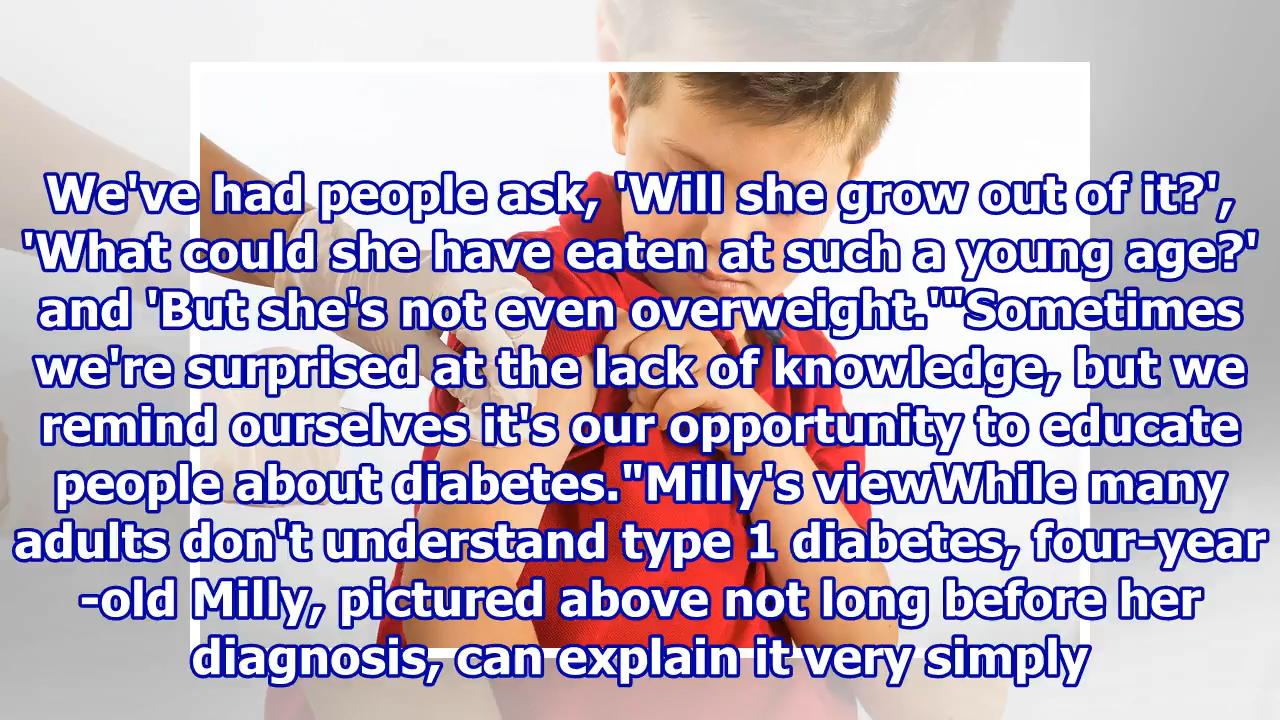 We've had people ask, 'Will she grow out of it?',
'What could she have eaten at such a young age?'
and 'But she's not even overweight.'"Sometimes
we're surprised at the lack of knowledge, but we
remind ourselves it's our opportunity to educate
people about diabetes."Milly's viewWhile many
adults don't understand type 1 diabetes, four-year
-old Milly, pictured above not long before her
diagnosis, can explain it very simply